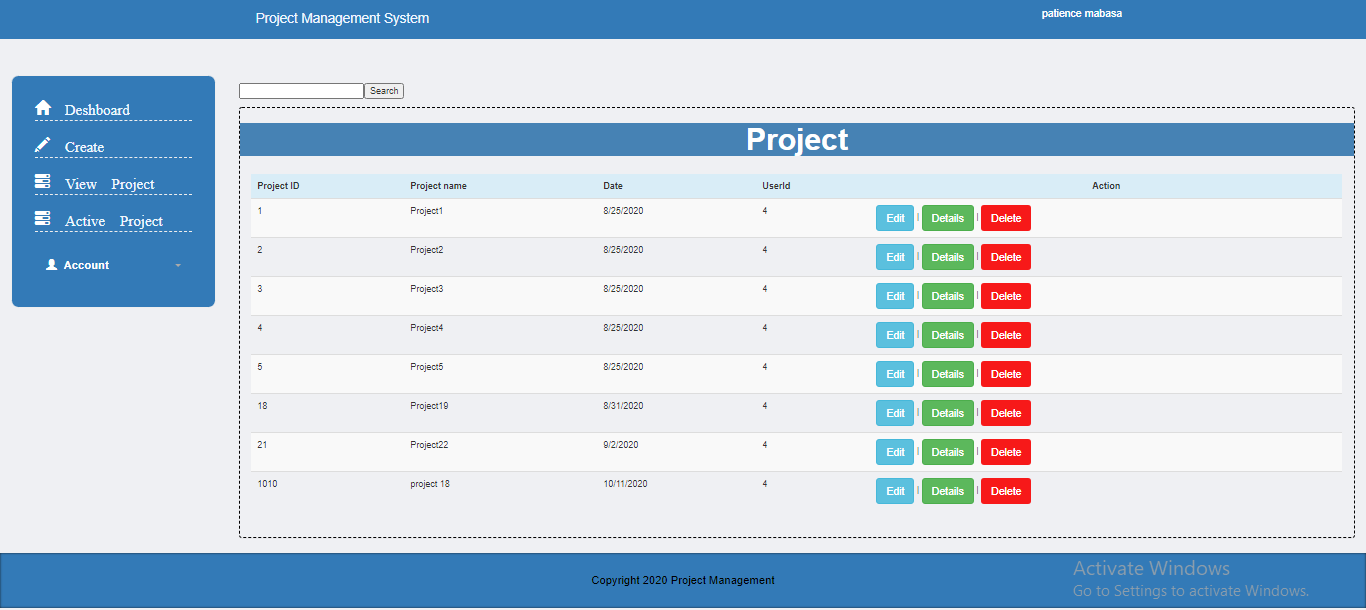 Project Management System
patience mabasa
Deshboard
Create
View Project
Active Project
Account
Search
Project
Project ID Project name Date UserId Action
1 Project1 8/25/2020 4 Edit | Details | Delete
2 Project2 8/25/2020 4 Edit | Details | Delete
3 Project3 8/25/2020 4 Edit | Details | Delete
4 Project4 8/25/2020 4 Edit | Details | Delete
5 Project5 8/25/2020 4 Edit | Details | Delete
18 Project19 8/31/2020 4 Edit | Details | Delete
21 Project22 9/2/2020 4 Edit | Details | Delete
1010 project 18 10/11/2020 4 Edit | Details | Delete
Copyright 2020 Project Management
Activate Windows
Go to Settings to activate Windows.